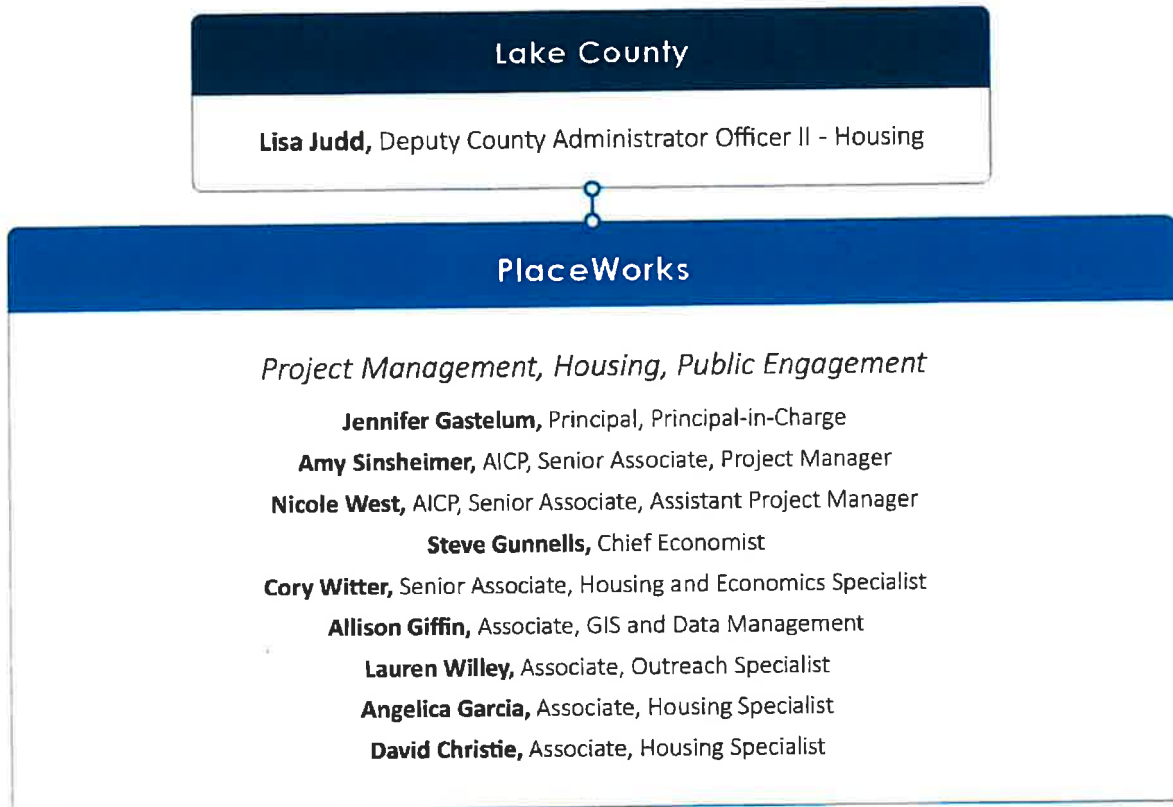 Lake County
Lisa Judd, Deputy County Administrator Officer II - Housing
PlaceWorks
Project Management, Housing, Public Engagement
Jennifer Gastelum, Principal, Principal-in-Charge
Amy Sinsheimer, AICP, Senior Associate, Project Manager
Nicole West, AICP, Senior Associate, Assistant Project Manager
Steve Gunnells, Chief Economist
Cory Witter, Senior Associate, Housing and Economics Specialist
Allison Giffin, Associate, GIS and Data Management
Lauren Willey, Associate, Outreach Specialist
Angelica Garcia, Associate, Housing Specialist
David Christie, Associate, Housing Specialist